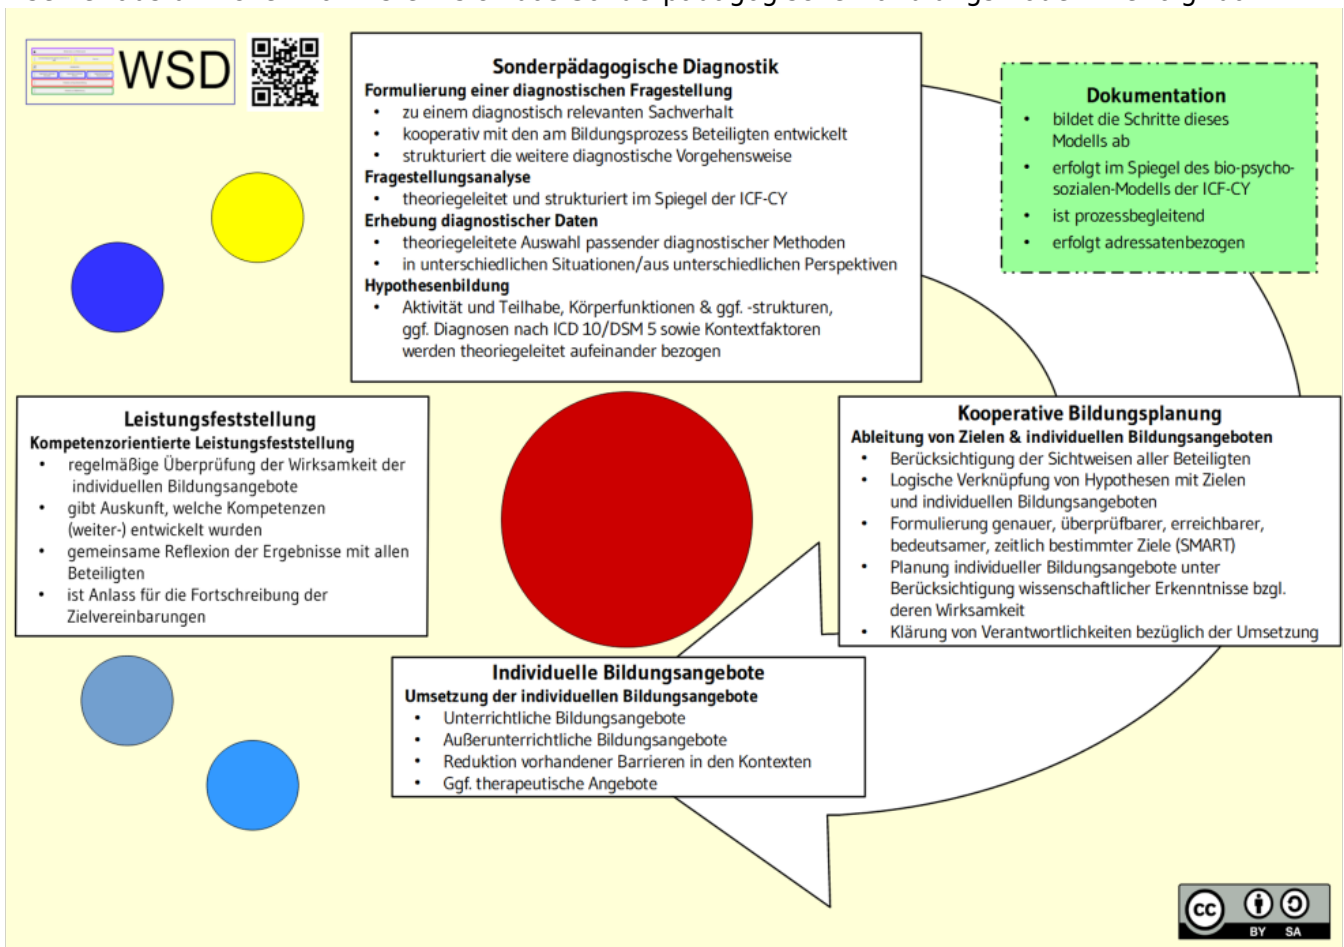 WSD
Sonderpädagogische Diagnostik
Formulierung einer diagnostischen Fragestellung
• zu einem diagnostisch relevanten Sachverhalt
• kooperativ mit den am Bildungsprozess Beteiligten entwickelt
• strukturiert die weitere diagnostische Vorgehensweise
Fragestellungsanalyse
• theoriegeleitet und strukturiert im Spiegel der ICF-CY
Erhebung diagnostischer Daten
• theoriegeleitete Auswahl passender diagnostischer Methoden
• in unterschiedlichen Situationen/aus unterschiedlichen Perspektiven
Hypothesenbildung
• Aktivität und Teilhabe, Körperfunktionen & ggf. -strukturen,
ggf. Diagnosen nach ICD 10/DSM 5 sowie Kontextfaktoren
werden theoriegeleitet aufeinander bezogen
Dokumentation
• bildet die Schritte dieses
Modells ab
• erfolgt im Spiegel des bio-psycho-
sozialen-Modells der ICF-CY
• ist prozessbegleitend
• erfolgt adressatenbezogen
Leistungsfeststellung
Kompetenzorientierte Leistungsfeststellung
• regelmäßige Überprüfung der Wirksamkeit der
individuellen Bildungsangebote
• gibt Auskunft, welche Kompetenzen
(weiter-) entwickelt wurden
• gemeinsame Reflexion der Ergebnisse mit allen
Beteiligten
• ist Anlass für die Fortschreibung der
Zielvereinbarungen
Kooperative Bildungsplanung
Ableitung von Zielen & individuellen Bildungsangeboten
• Berücksichtigung der Sichtweisen aller Beteiligten
• Logische Verknüpfung von Hypothesen mit Zielen
und individuellen Bildungsangeboten
• Formulierung genauer, überprüfbarer, erreichbarer,
bedeutsamer, zeitlich bestimmter Ziele (SMART)
• Planung individueller Bildungsangebote unter
Berücksichtigung wissenschaftlicher Erkenntnisse bzgl.
deren Wirksamkeit
• Klärung von Verantwortlichkeiten bezüglich der Umsetzung
Individuelle Bildungsangebote
Umsetzung der individuellen Bildungsangebote
• Unterrichtliche Bildungsangebote
• Außerunterrichtliche Bildungsangebote
• Reduktion vorhandener Barrieren in den Kontexten
• Ggf. therapeutische Angebote
cc
BY SA